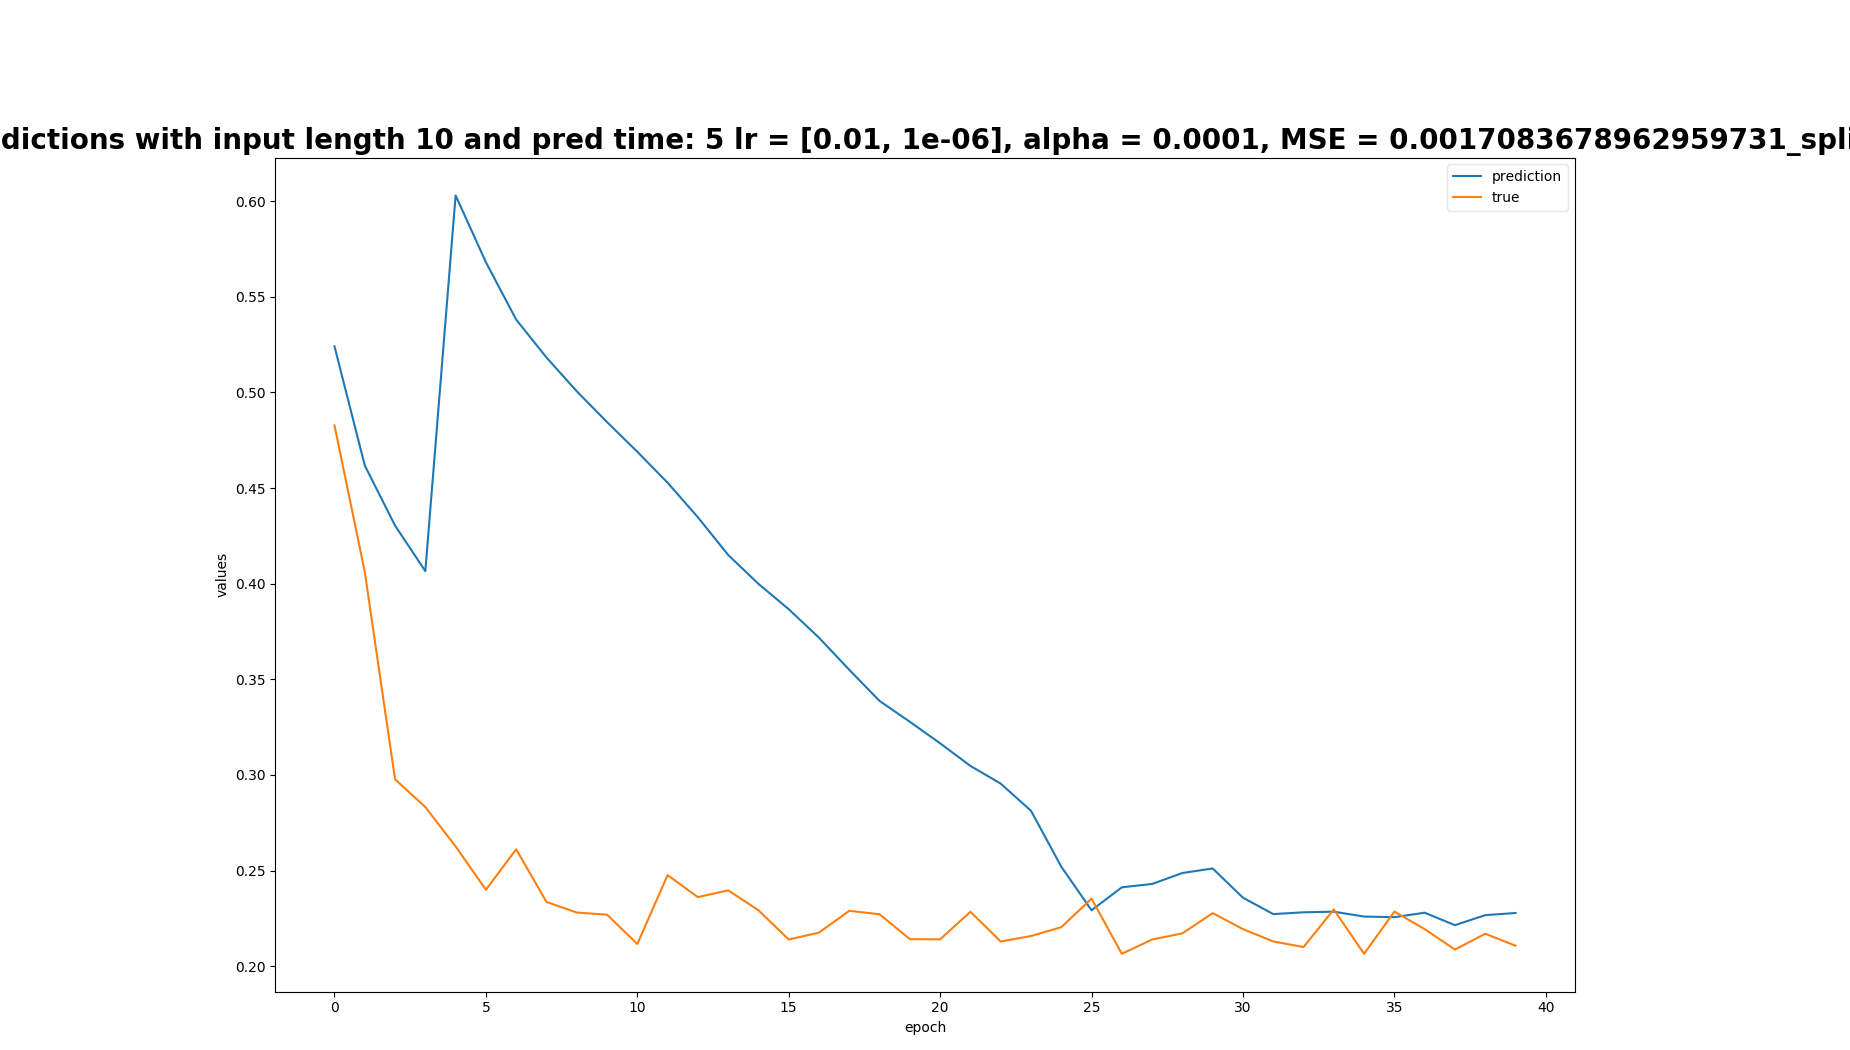 dictions with input length 10 and pred time: 5 lr = [0.01, 1e-06], alpha = 0.0001, MSE = 0.0017083678962959731_spli
prediction
true
0.60
0.55
0.50
0.45
0.40
0.35
0.30
0.25
0.20
values
0 5 10 15 20 25 30 35 40
epoch